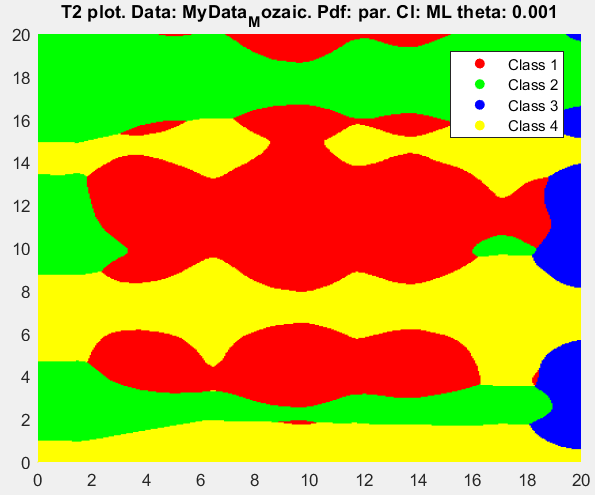 T2 plot. Data: MyData_Mozaic. Pdf: par. Cl: ML theta: 0.001
Class 1
Class 2
Class 3
Class 4
20
18
16
14
12
10
8
6
4
2
0
0 2 4 6 8 10 12 14 16 18 20